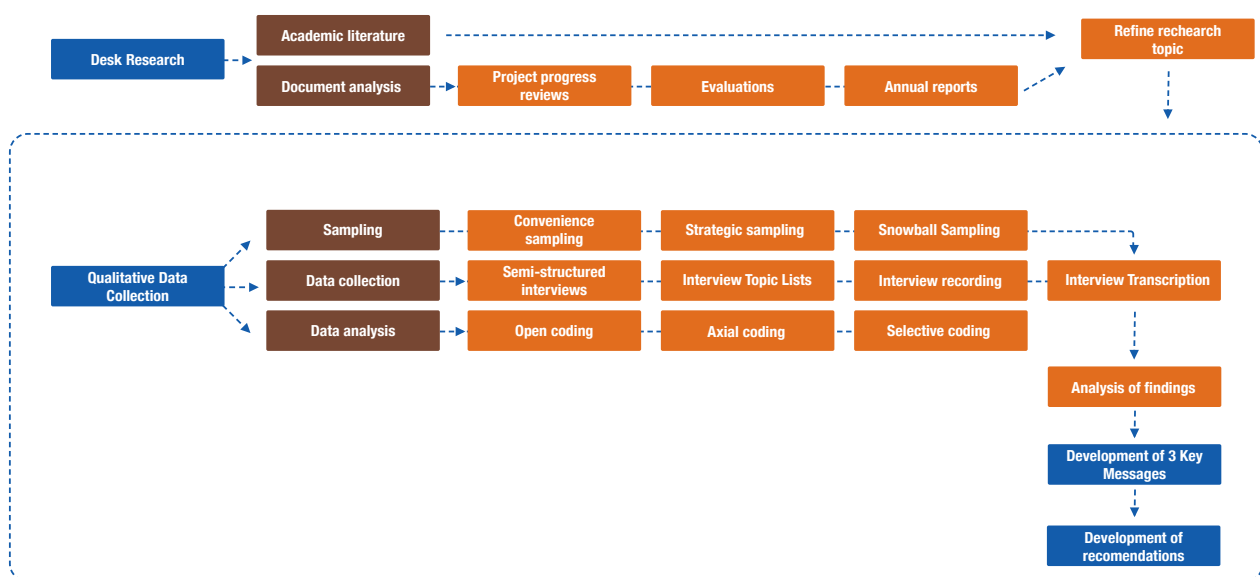 Desk Research
Academic literature
Refine rechearch
topic
Document analysis
Project progress
reviews
Evaluations
Annual reports
Qualitative Data
Collection
Sampling
Convenience
sampling
Strategic sampling
Snowball Sampling
Data collection
Semi-structured
interviews
Interview Topic Lists
Interview recording
Interview Transcription
Data analysis
Open coding
Axial coding
Selective coding
Analysis of findings
Development of 3 Key
Messages
Development of
recomendations